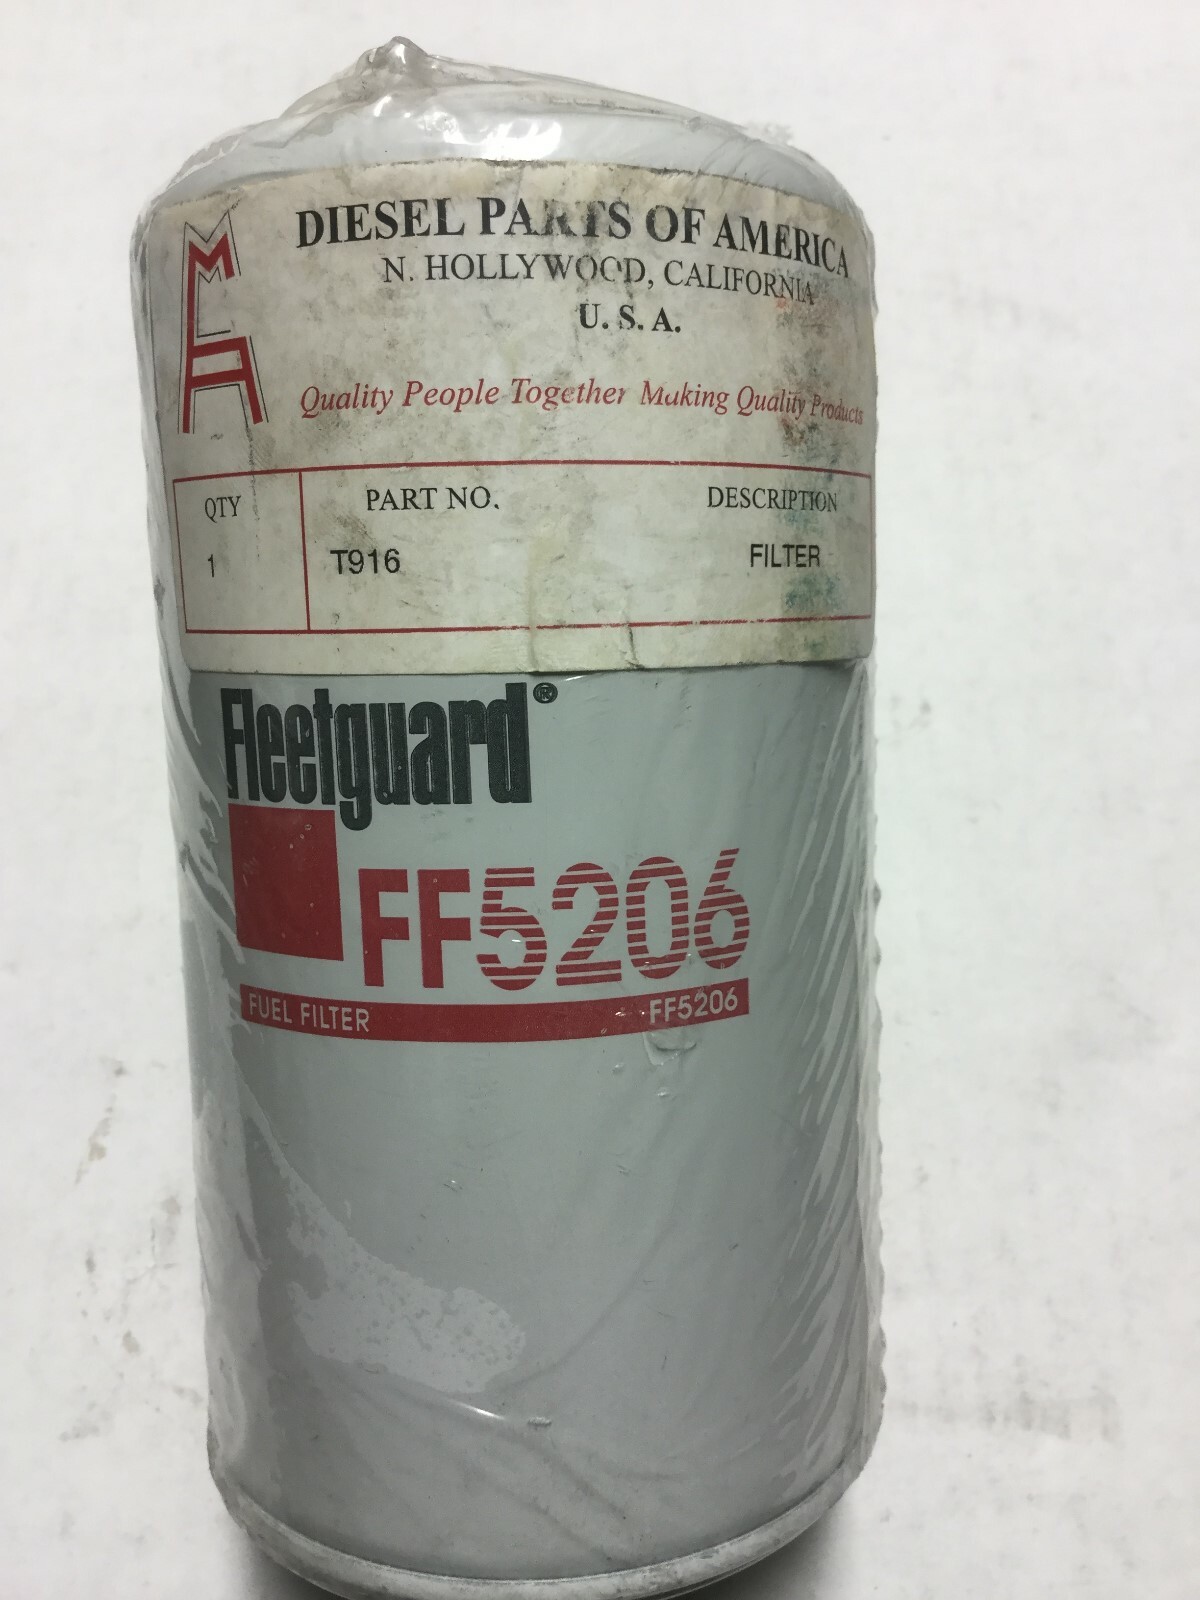 MCA
DIESEL PARTS OF AMERICA
N. HOLLYWOOD, CALIFORNIA
U. S. A.
Quality People Together Making Quality Products
QTY PART NO. DESCRIPTION
1 T916 FILTER
Fleetguard®
FF5206
FUEL FILTER FF5206